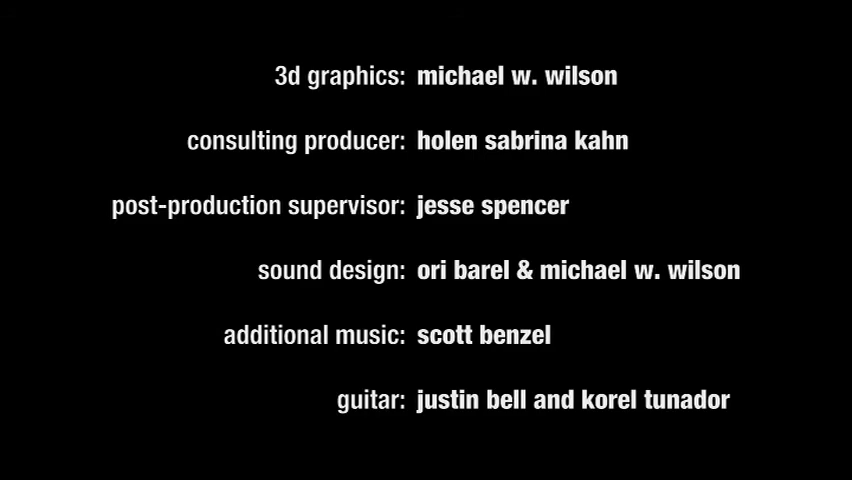 3d graphics: michael w. wilson
consulting producer: holen sabrina kahn
post-production supervisor: jesse spencer
sound design: ori barel & michael w. wilson
additional music: scott benzel
guitar: justin bell and korel tunador